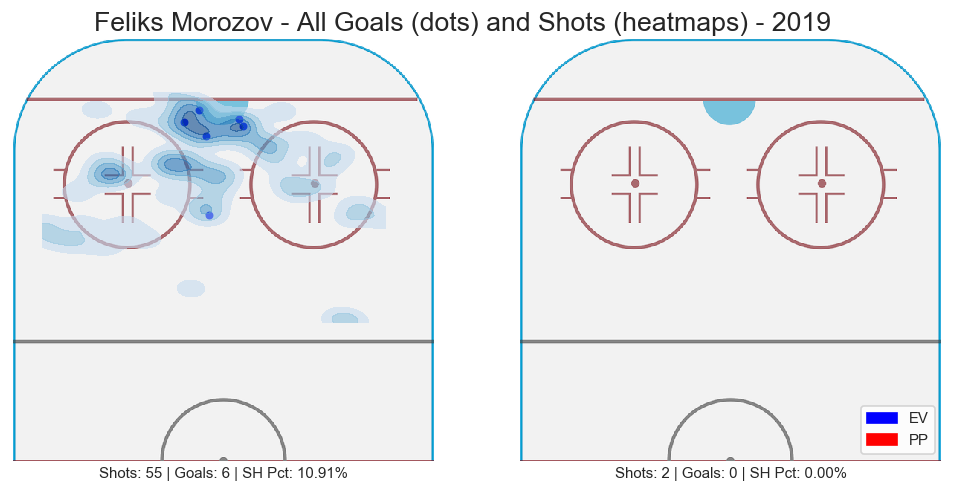 Feliks Morozov - All Goals (dots) and Shots (heatmaps) - 2019
EV
PP
Shots: 55 | Goals: 6 | SH Pct: 10.91%
Shots: 2 | Goals: 0 | SH Pct: 0.00%